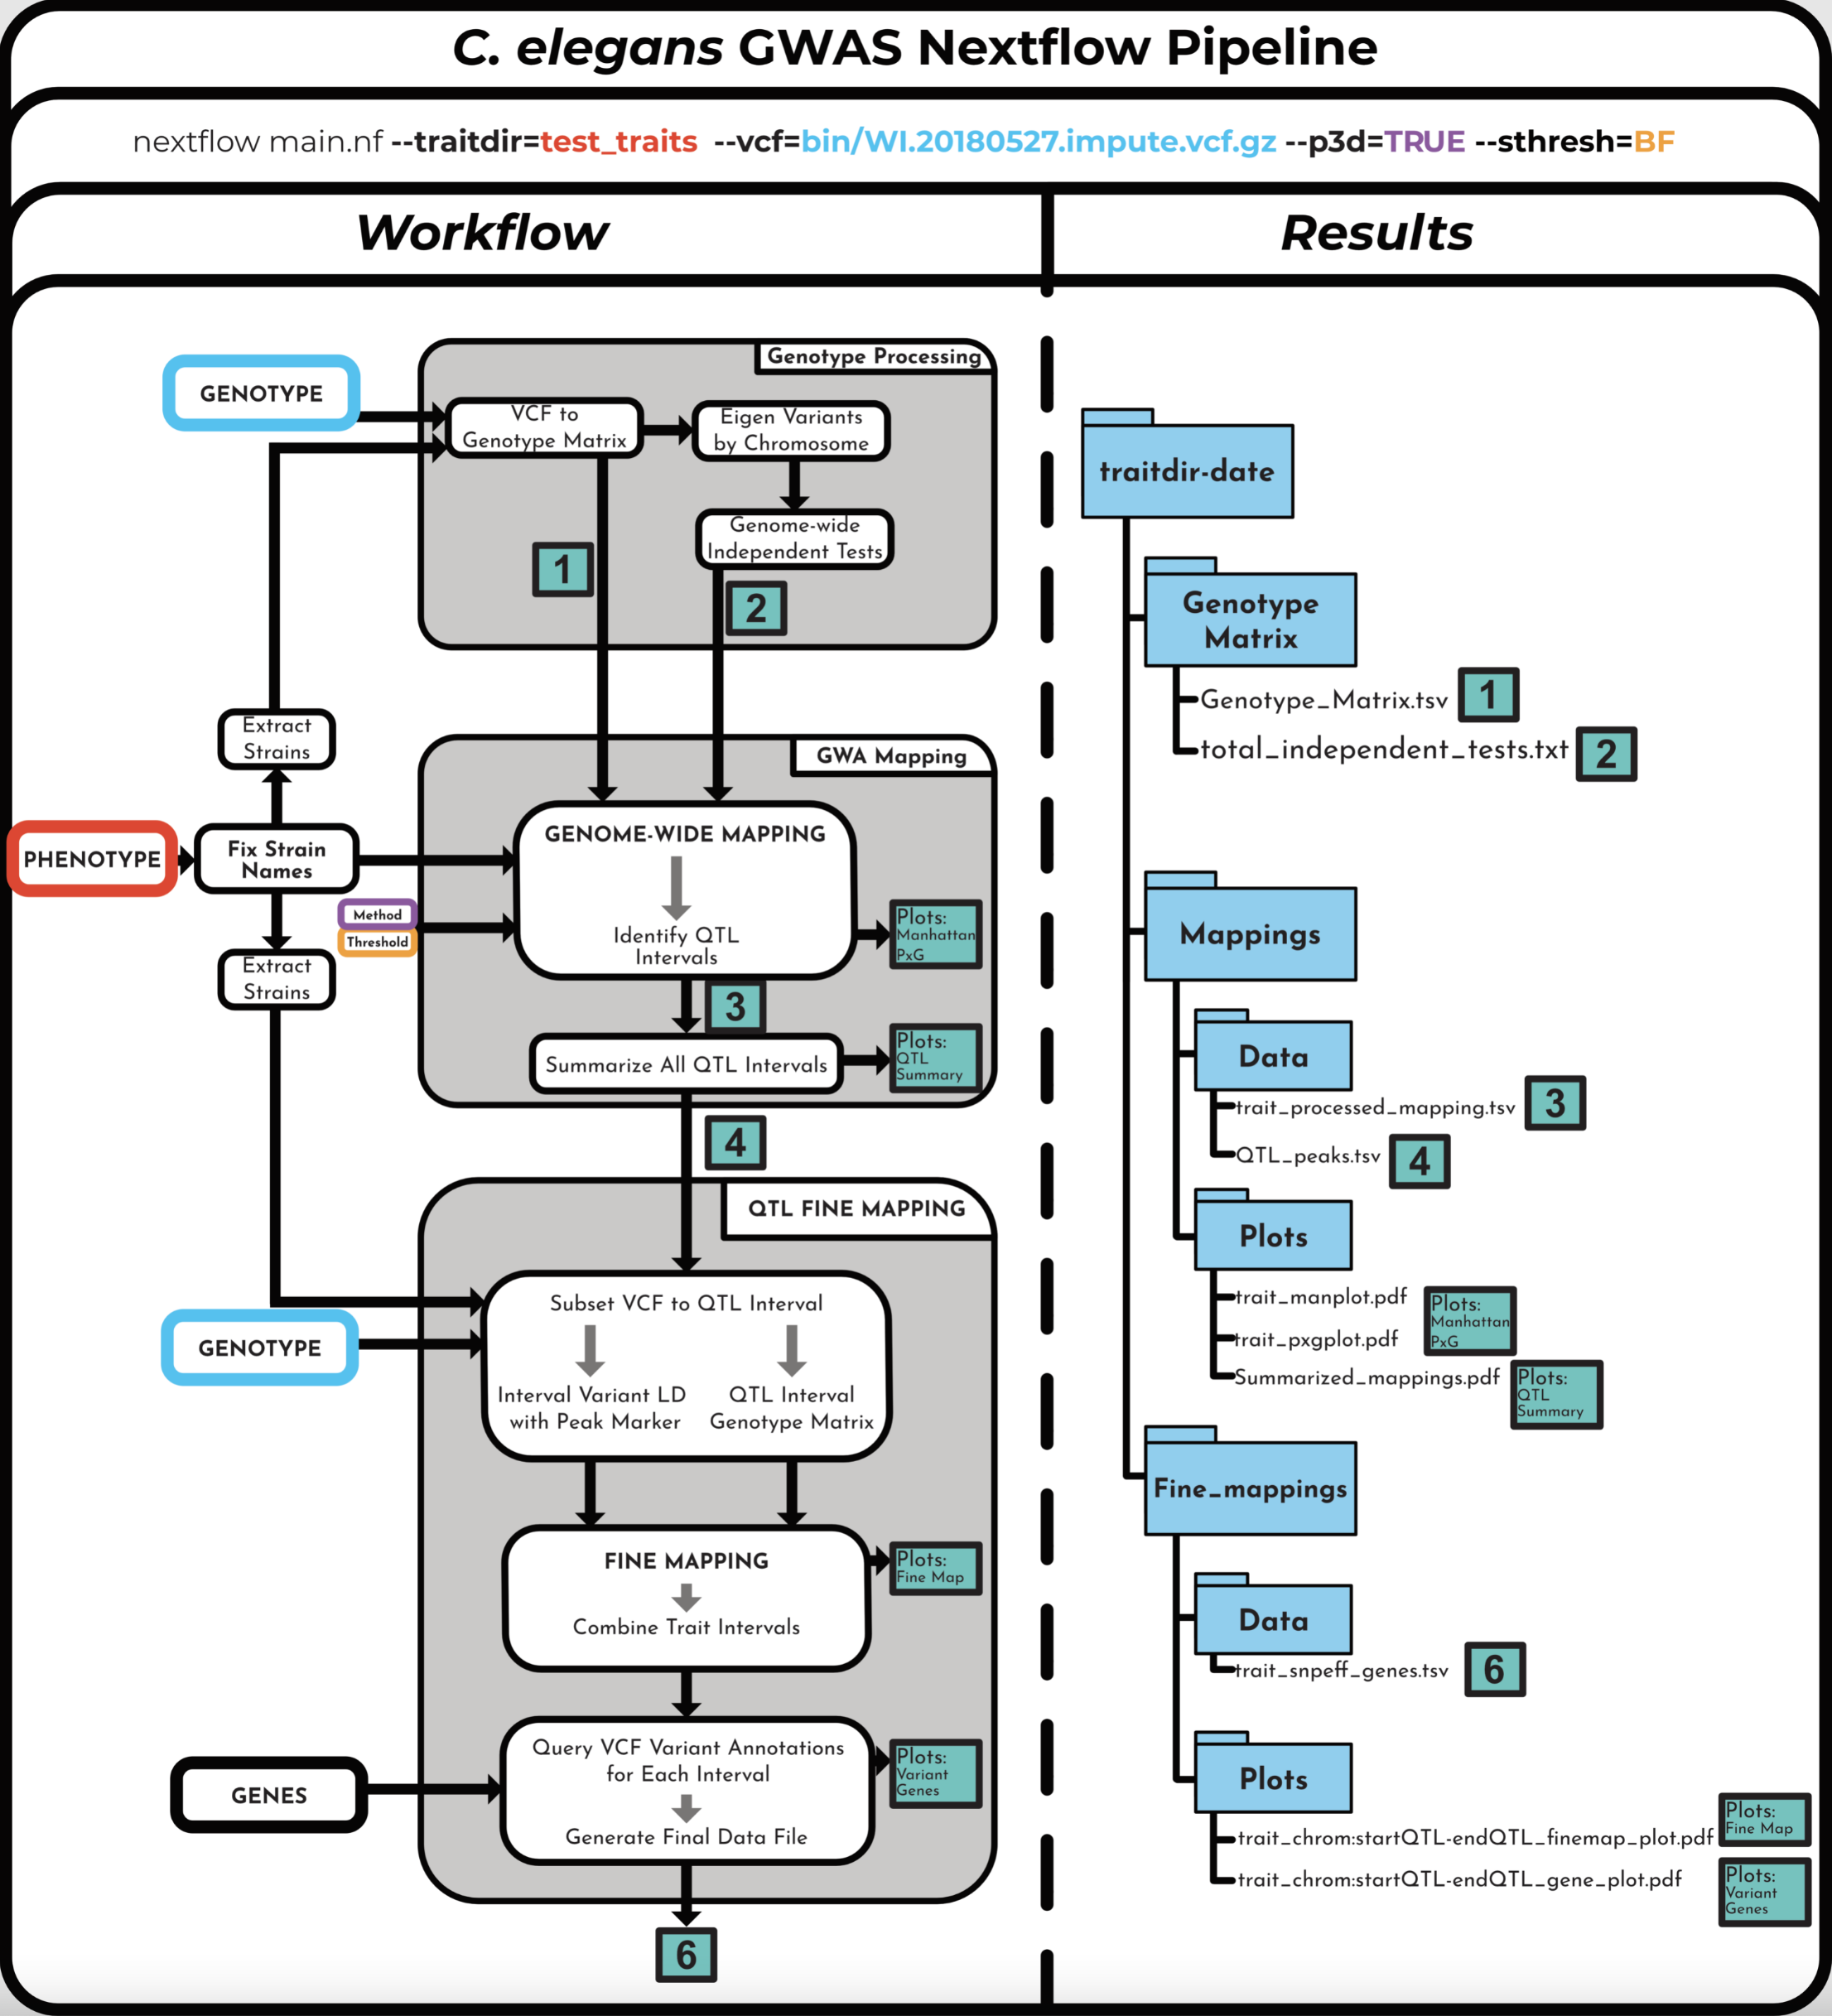 C. elegans GWAS Nextflow Pipeline
nextflow main.nf --traitdir=test_traits --vcf=bin/WI.20180527.impute.vcf.gz --p3d=TRUE --sthresh=BF
Workflow
Genotype Processing
GENOTYPE
VCF to
Genotype Matrix
Eigen Variants
by Chromosome
Genome-wide
Independent Tests
1
2
Extract
Strains
PHENOTYPE
Fix Strain
Names
Extract
Strains
Method
Threshold
GWA Mapping
GENOME-WIDE MAPPING
Identify QTL
Intervals
Plots:
Manhattan
PxG
3
Summarize All QTL Intervals
Plots:
QTL
Summary
4
QTL FINE MAPPING
GENOTYPE
Subset VCF to QTL Interval
Interval Variant LD
with Peak Marker
QTL Interval
Genotype Matrix
FINE MAPPING
Combine Trait Intervals
Plots:
Fine Map
GENES
Query VCF Variant Annotations
for Each Interval
Generate Final Data File
Plots:
Variant
Genes
6
Results
traitdir-date
Genotype
Matrix
Genotype_Matrix.tsv
1
total_independent_tests.txt
2
Mappings
Data
trait_processed_mapping.tsv
3
QTL_peaks.tsv
4
Plots
trait_manplot.pdf
trait_pxgplot.pdf
Plots:
Manhattan
PxG
Summarized_mappings.pdf
Plots:
QTL
Summary
Fine_mappings
Data
trait_snpeff_genes.tsv
6
Plots
trait_chrom:startQTL-endQTL_finemap_plot.pdf
Plots:
Fine Map
trait_chrom:startQTL-endQTL_gene_plot.pdf
Plots:
Variant
Genes